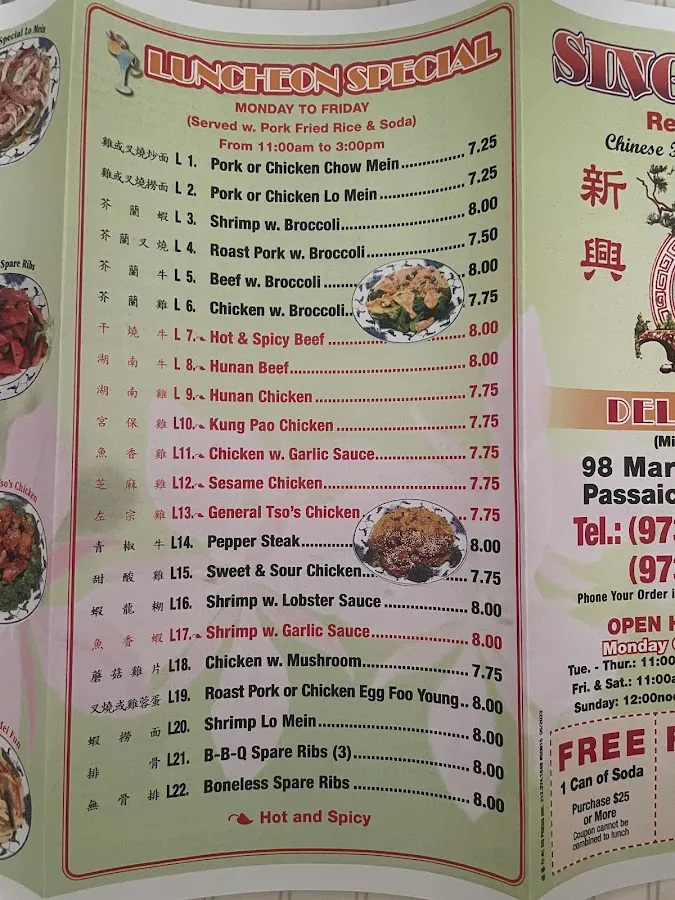 Special Lo Mein
Spare Ribs
Tso's Chicken
Mei Fun
LUNCHEON SPECIAL
MONDAY TO FRIDAY
(Served w. Pork Fried Rice & Soda)
From 11:00am to 3:00pm
雞或叉燒炒面 L 1. Pork or Chicken Chow Mein 7.25
雞或叉燒撈面 L 2. Pork or Chicken Lo Mein 7.25
芥蘭蝦 L 3. Shrimp w. Broccoli 8.00
芥蘭叉燒 L 4. Roast Pork w. Broccoli 7.50
芥蘭牛 L 5. Beef w. Broccoli 8.00
芥蘭雞 L 6. Chicken w. Broccoli 7.75
干燒牛 L 7. Hot & Spicy Beef 8.00
湖南牛 L 8. Hunan Beef 8.00
湖南雞 L 9. Hunan Chicken 7.75
宮保雞 L10. Kung Pao Chicken 7.75
魚香雞 L11. Chicken w. Garlic Sauce 7.75
芝麻雞 L12. Sesame Chicken 7.75
左宗雞 L13. General Tso's Chicken 7.75
青椒牛 L14. Pepper Steak 8.00
甜酸雞 L15. Sweet & Sour Chicken 7.75
蝦龍糊 L16. Shrimp w. Lobster Sauce 8.00
魚香蝦 L17. Shrimp w. Garlic Sauce 8.00
蘑菇雞片 L18. Chicken w. Mushroom 7.75
叉燒或雞蓉蛋 L19. Roast Pork or Chicken Egg Foo Young 8.00
蝦撈面 L20. Shrimp Lo Mein 8.00
排骨 L21. B-B-Q Spare Ribs (3) 8.00
無骨排 L22. Boneless Spare Ribs 8.00
Hot and Spicy
SING
Re
Chinese F
新興
DEL
(Mi
98 Mar
Passaic
Tel.: (973
(973
Phone Your Order
OPEN H
Monday
Tue. - Thur.: 11:00
Fri. & Sat.: 11:00a
Sunday: 12:00noo
FREE
1 Can of Soda
Purchase $25
or More
Coupon cannot be
combined to lunch
F